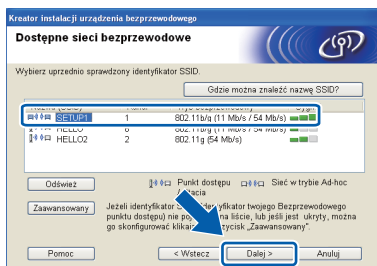 Kreator instalacji urządzenia bezprzewodowego
Dostępne sieci bezprzewodowe
Wybierz uprzednio sprawdzony identyfikator SSID.
Gdzie można znaleźć nazwę SSID?
SETUP1 1 802.11b/g (11 Mb/s / 54 Mb/s)
HELLO 6 802.11b/g (11 Mb/s / 54 Mb/s)
HELLO2 2 802.11g (54 Mb/s)
Odśwież
Punkt dostępu
Sieć w trybie Ad-hoc
Zaawansowany
Jeżeli identyfikator twojego Bezprzewodowego
punktu dostępu) nie na liście, lub jeśli jest ukryty, można
go skonfigurować "Zaawansowany".
Pomoc
< Wstecz
Dalej >
Anuluj